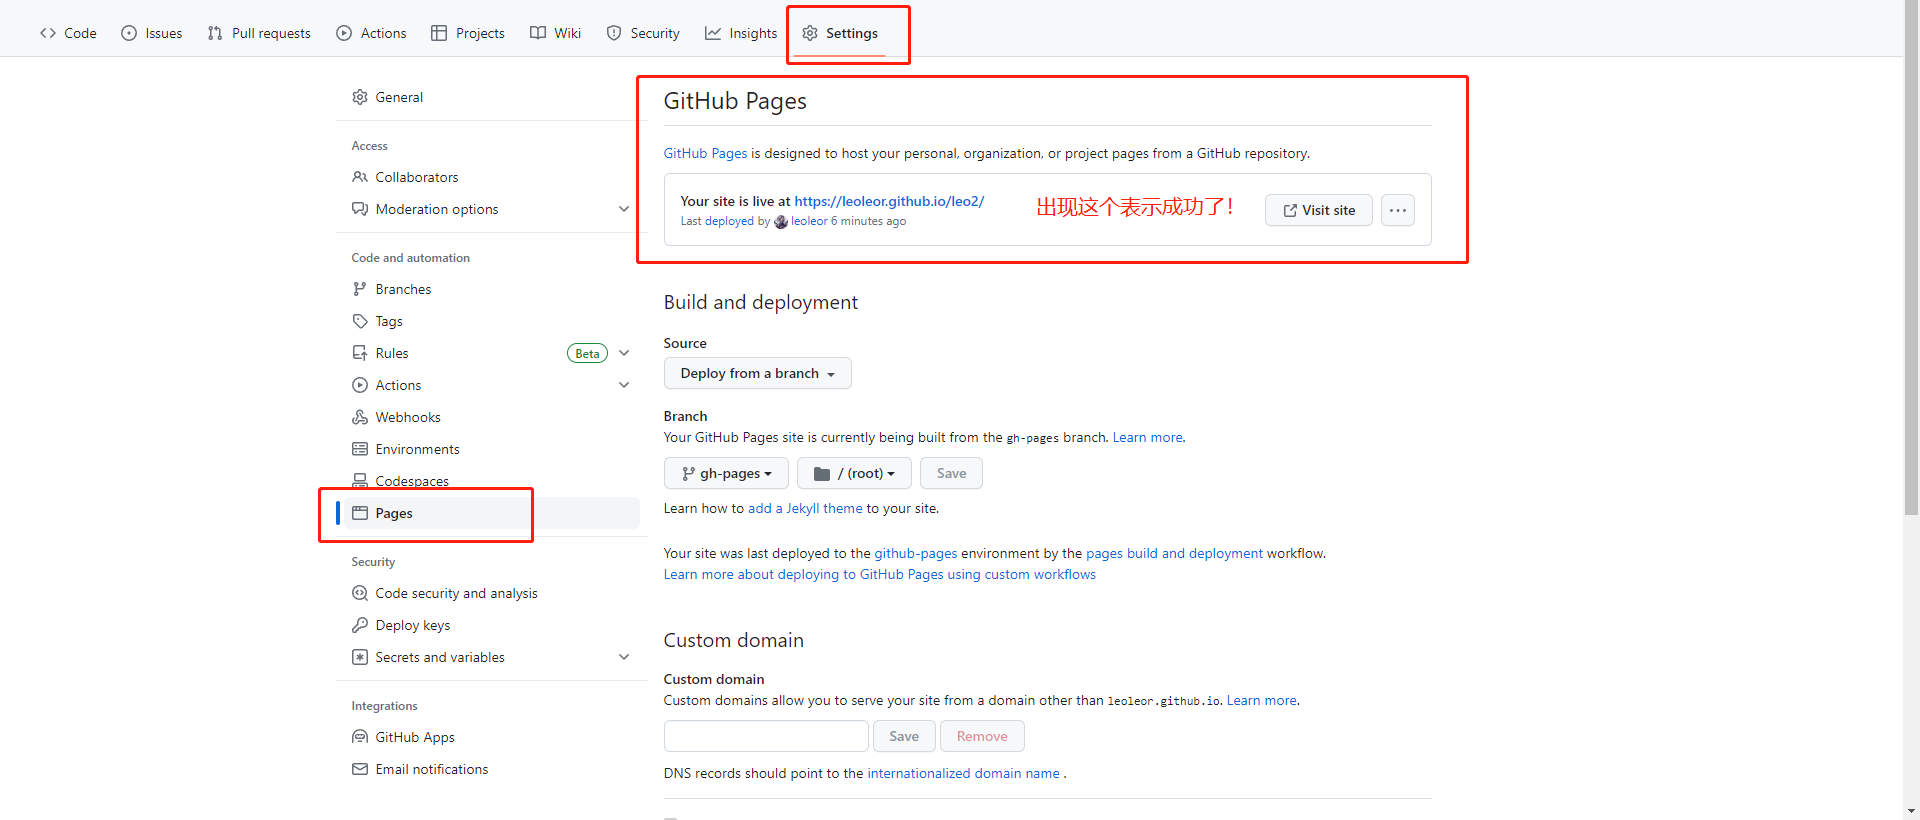 Code Issues Pull requests Actions Projects Wiki Security Insights Settings
General
Access
Collaborators
Moderation options
Code and automation
Branches
Tags
Rules Beta
Actions
Webhooks
Environments
Codespaces
Pages
Security
Code security and analysis
Deploy keys
Secrets and variables
Integrations
GitHub Apps
Email notifications
GitHub Pages
GitHub Pages is designed to host your personal, organization, or project pages from a GitHub repository.
Your site is live at https://leoleor.github.io/leo2/
Last deployed by leoleor 6 minutes ago
出现这个表示成功了！
Visit site ...
Build and deployment
Source
Deploy from a branch
Branch
Your GitHub Pages site is currently being built from the gh-pages branch. Learn more.
gh-pages / (root) Save
Learn how to add a Jekyll theme to your site.
Your site was last deployed to the github-pages environment by the pages build and deployment workflow.
Learn more about deploying to GitHub Pages using custom workflows
Custom domain
Custom domain
Custom domains allow you to serve your site from a domain other than leoleor.github.io. Learn more.
Save Remove
DNS records should point to the internationalized domain name .